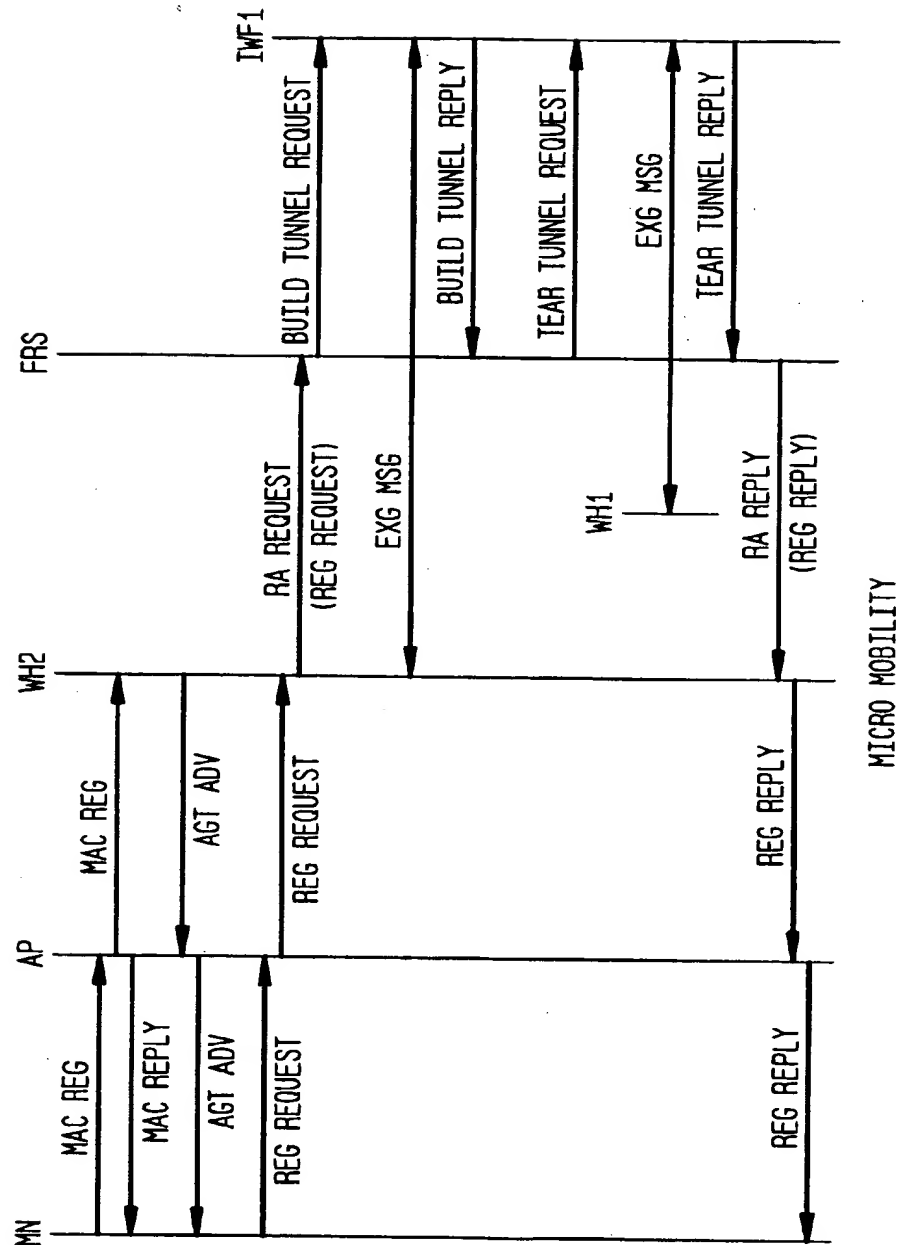 MN
AP
WH2
FRS
IWF1
MAC REG
MAC REG
MAC REPLY
AGT ADV
AGT ADV
REG REQUEST
REG REQUEST
RA REQUEST
(REG REQUEST)
BUILD TUNNEL REQUEST
EXG MSG
BUILD TUNNEL REPLY
TEAR TUNNEL REQUEST
WH1
EXG MSG
TEAR TUNNEL REPLY
RA REPLY
(REG REPLY)
REG REPLY
REG REPLY
MICRO MOBILITY